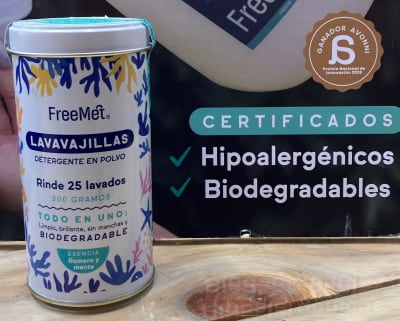 FreeMet
LAVAVAJILLAS
DETERGENTE EN POLVO
Rinde 25 lavados
300 GRAMOS
TODO EN UNO:
Limpio, brillante, sin manchas y
BIODEGRADABLE
ESENCIA
Romero y
menta
Free
GANADOR AVONNI
Premio Nacional de
Innovación 2020
CERTIFICADOS
Hipoalergénicos
Biodegradables